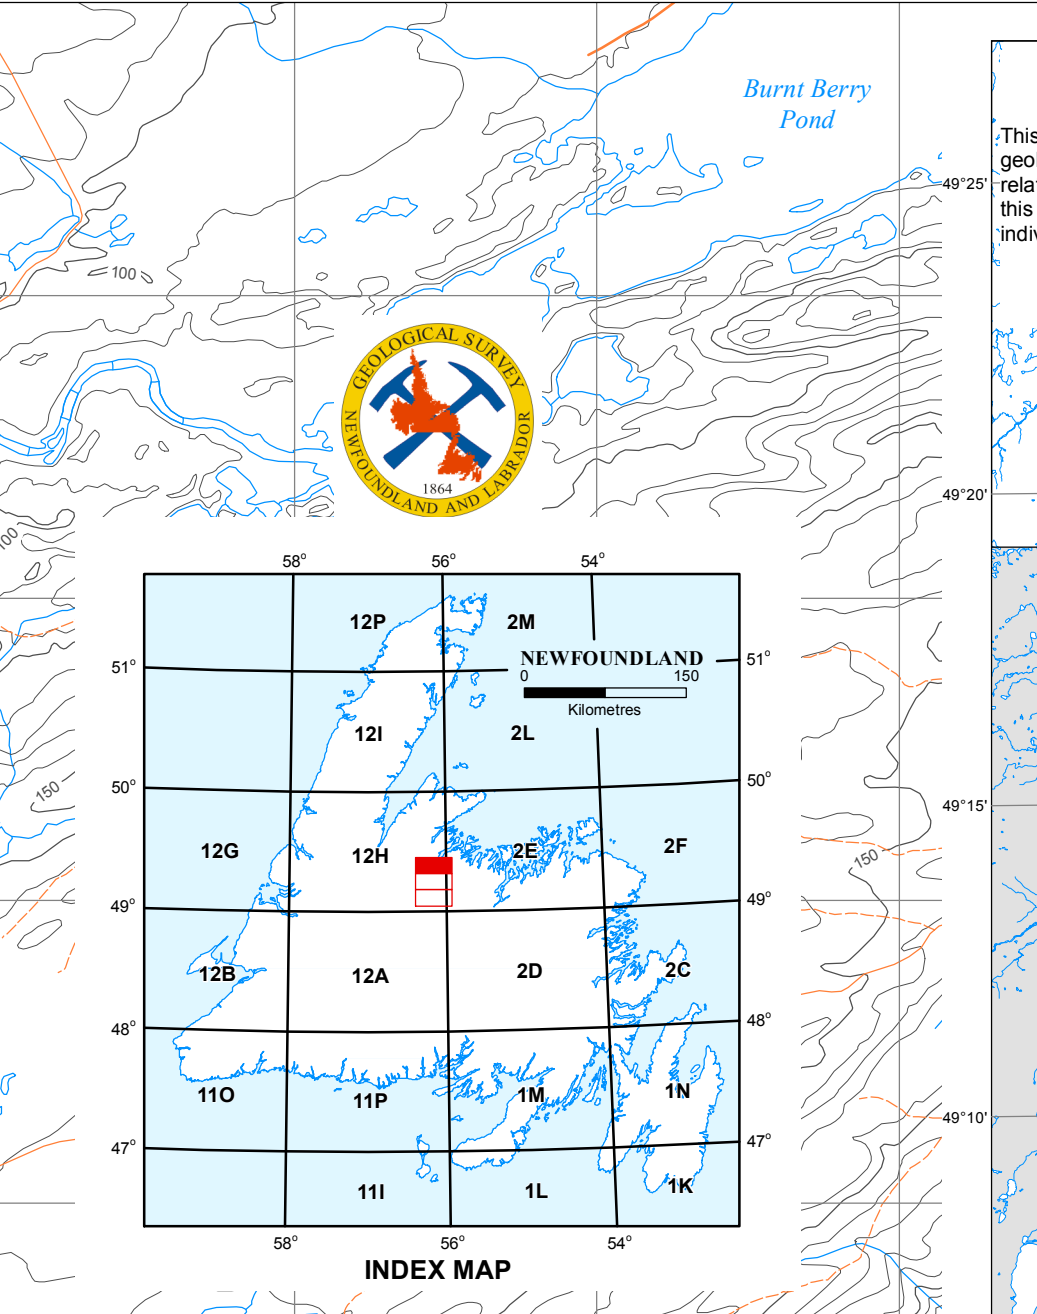 Burnt Berry
Pond
This
geol
relat
this
indiv
49°25'
100
GEOLOGICAL SURVEY
NEWFOUNDLAND AND LABRADOR
1864
49°20'
100
58°
56°
54°
12P
2M
51°
NEWFOUNDLAND
51°
0
150
Kilometres
12I
2L
50°
50°
150
49°15'
12G
12H
2E
2F
150
49°
49°
12B
12A
2D
2C
48°
48°
11O
11P
1M
1N
49°10'
47°
47°
11I
1L
1K
58°
56°
54°
INDEX MAP